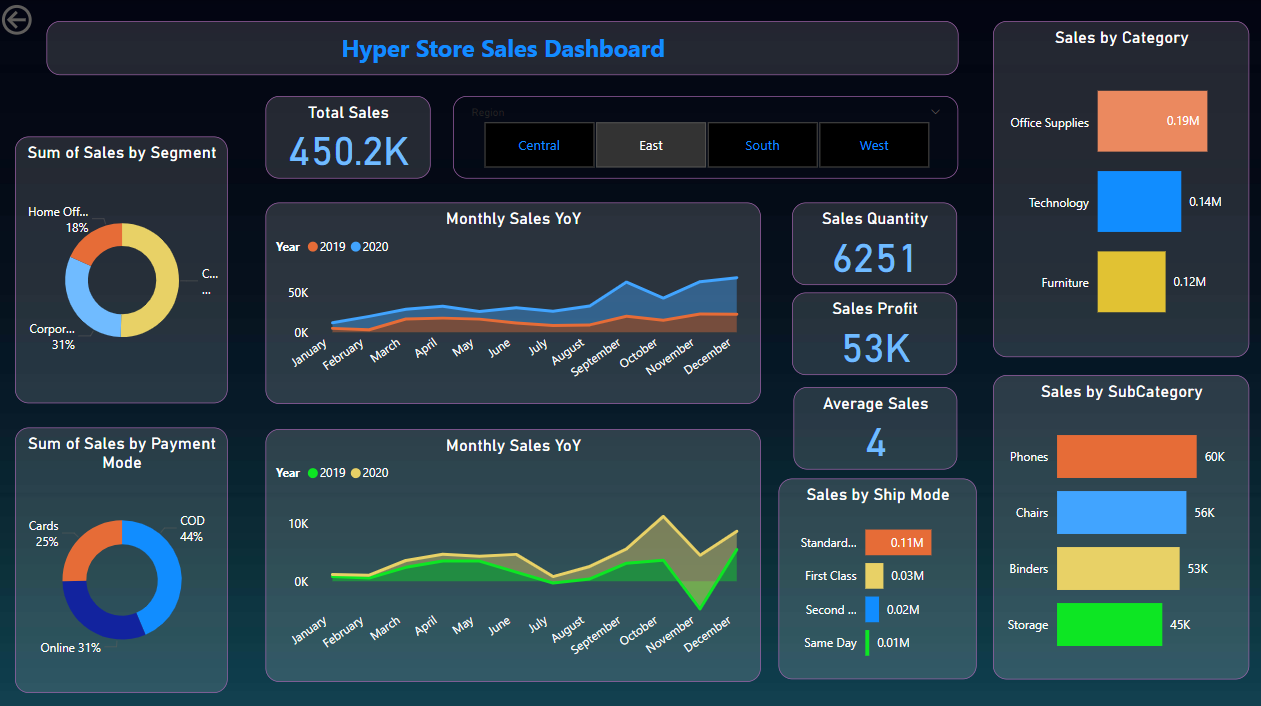 Hyper Store Sales Dashboard
Total Sales
450.2K
Region
Central
East
South
West
Sum of Sales by Segment
Home Off...
18%
C...
...
Corpor...
31%
Sum of Sales by Payment
Mode
Cards
25%
COD
44%
Online 31%
Monthly Sales YoY
Year 2019 2020
50K
0K
January
February
March
April
May
June
July
August
September
October
November
December
Monthly Sales YoY
Year 2019 2020
10K
0K
January
February
March
April
May
June
July
August
September
October
November
December
Sales Quantity
6251
Sales Profit
53K
Average Sales
4
Sales by Ship Mode
Standard... 0.11M
First Class 0.03M
Second ... 0.02M
Same Day 0.01M
Sales by Category
Office Supplies 0.19M
Technology 0.14M
Furniture 0.12M
Sales by SubCategory
Phones 60K
Chairs 56K
Binders 53K
Storage 45K